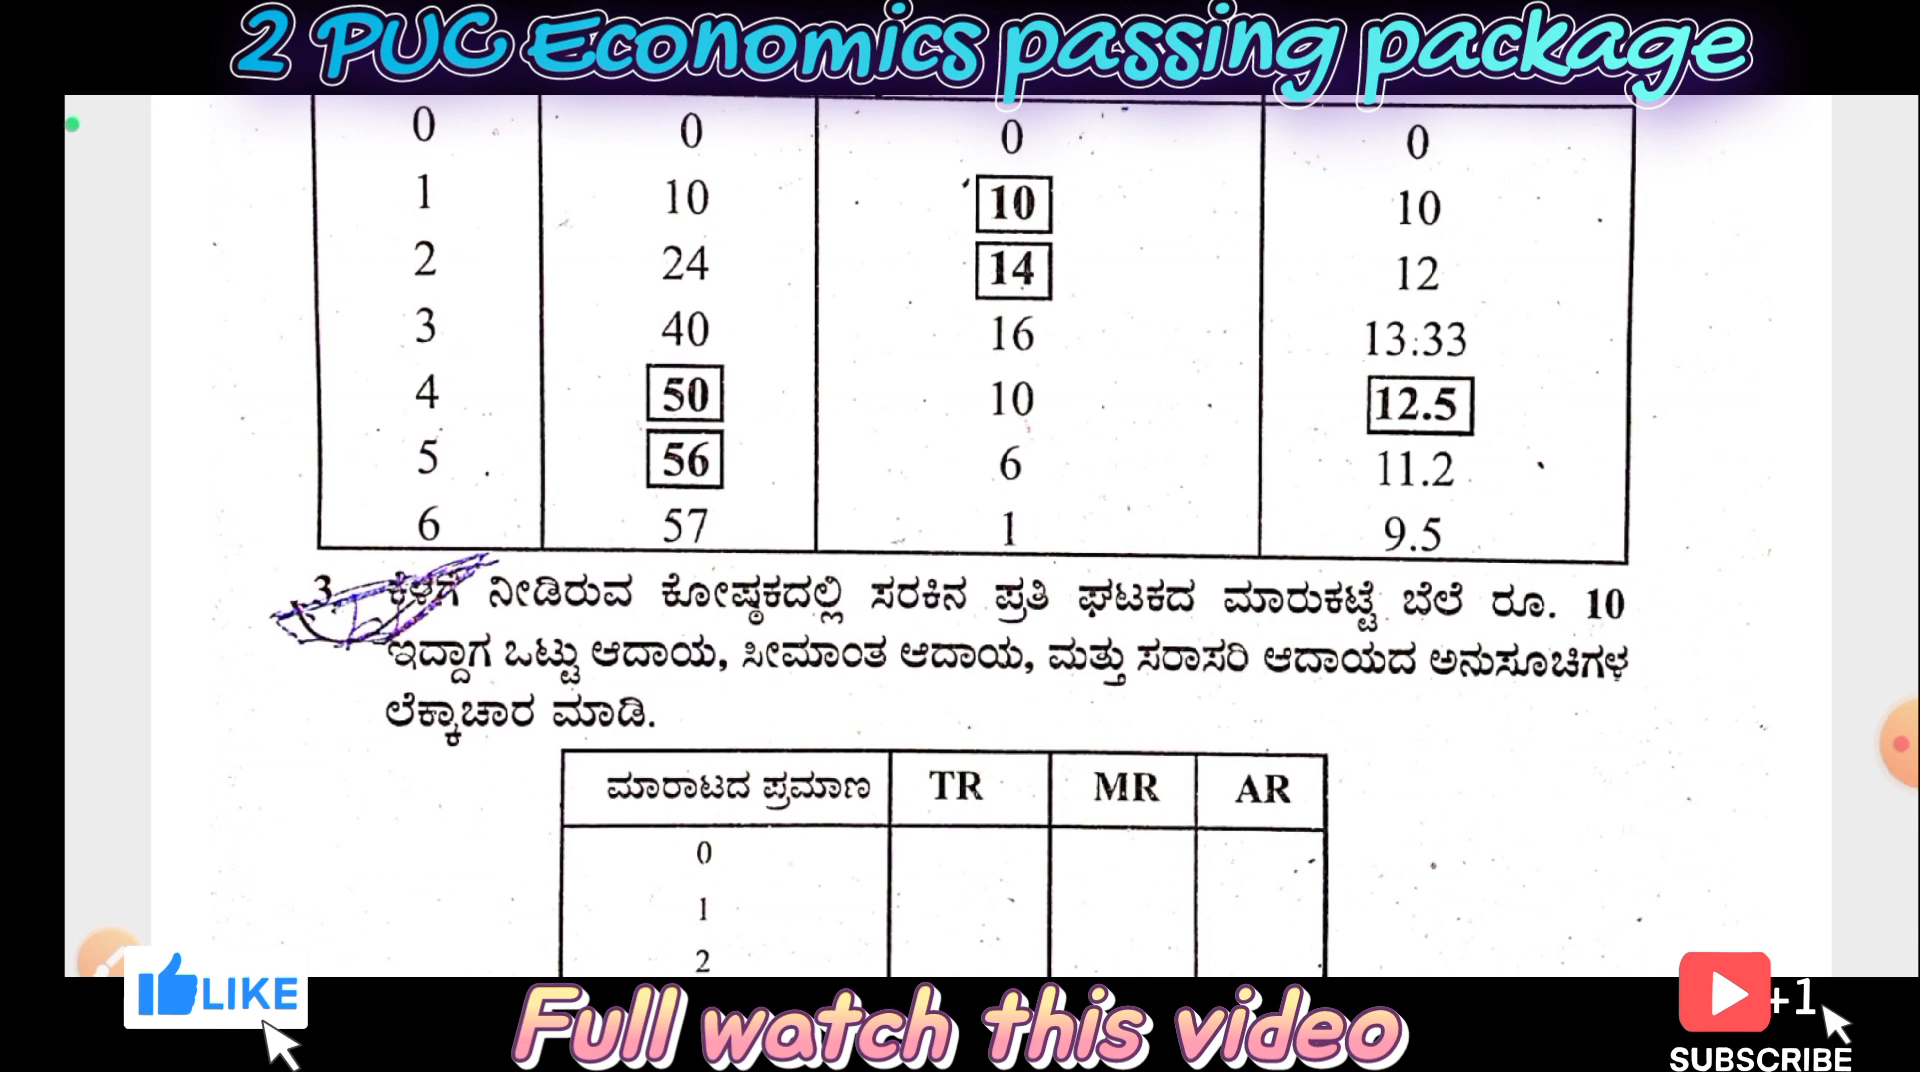 2 PUC Economics passing package
0 0 0 0
1 10 10 10
2 24 14 12
3 40 16 13.33
4 50 10 12.5
5 56 6 11.2
6 57 1 9.5
3. ಕೆಳಗೆ ನೀಡಿರುವ ಕೋಷ್ಠಕದಲ್ಲಿ ಸರಕಿನ ಪ್ರತಿ ಘಟಕದ ಮಾರುಕಟ್ಟೆ ಬೆಲೆ ರೂ. 10
ಇದ್ದಾಗ ಒಟ್ಟು ಆದಾಯ, ಸೀಮಾಂತ ಆದಾಯ, ಮತ್ತು ಸರಾಸರಿ ಆದಾಯದ ಅನುಸೂಚಿಗಳ
ಲೆಕ್ಕಾಚಾರ ಮಾಡಿ.
ಮಾರಾಟದ ಪ್ರಮಾಣ TR MR AR
0
1
2
LIKE
Full watch this video
+1
SUBSCRIBE